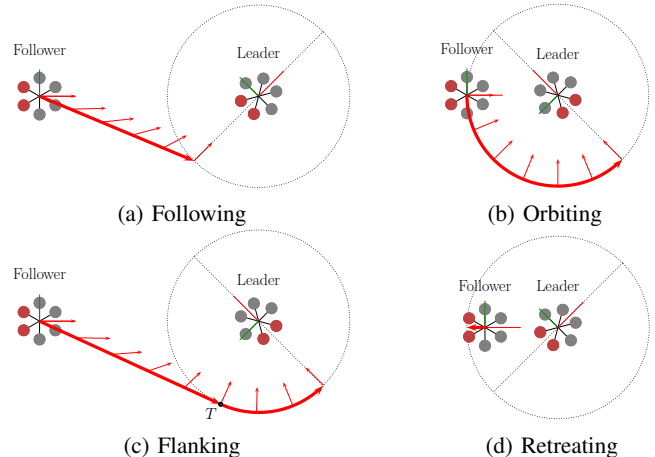 Follower
Leader
(a) Following
Follower
Leader
(b) Orbiting
Follower
Leader
T
(c) Flanking
Follower
Leader
(d) Retreating